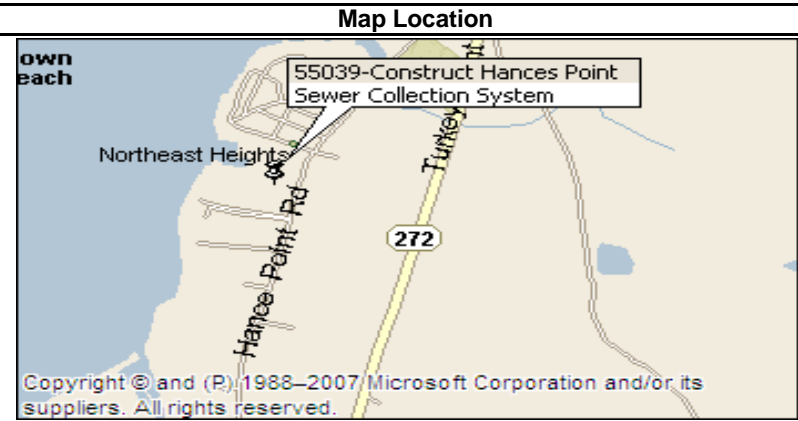 Map Location
own
each
55039-Construct Hances Point
Sewer Collection System
Northeast Heights
Turkey
Hance Point Rd
272
Copyright © and (P) 1988–2007 Microsoft Corporation and/or its
suppliers. All rights reserved.